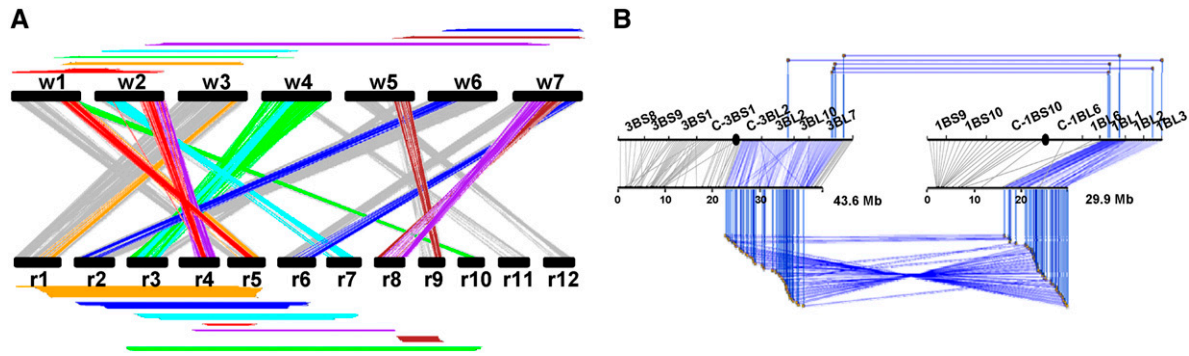 A
w1 w2 w3 w4 w5 w6 w7
r1 r2 r3 r4 r5 r6 r7 r8 r9 r10 r11 r12
B
3BS8 3BS9 3BS1 C-3BS1 C-3BL2 3BL2 3BL10 3BL7
1BS9 1BS10 C-1BS10 C-1BL6 1BL6 1BL1 1BL2 1BL3
0 10 20 30 43.6 Mb
0 10 20 29.9 Mb